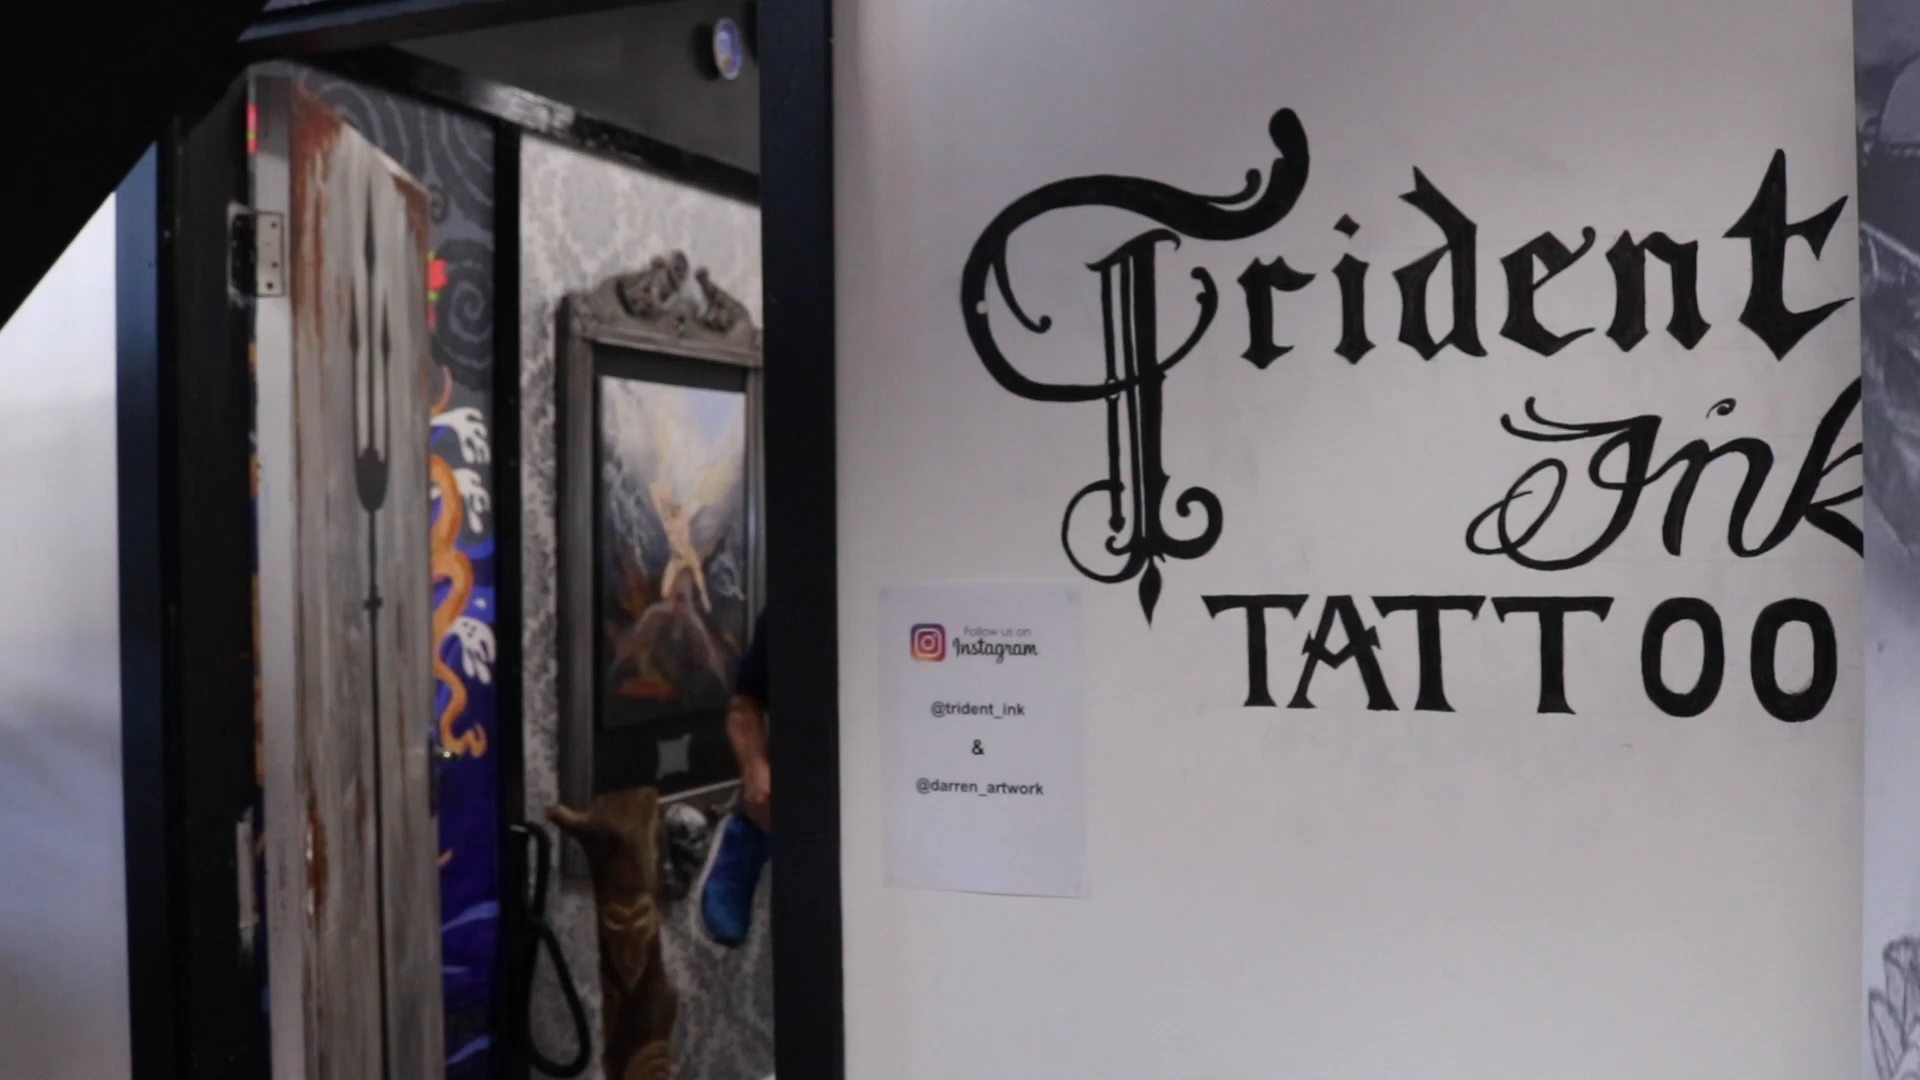 Trident
Ink
TATTOO
Follow us on
Instagram
@trident_ink
&
@darren_artwork